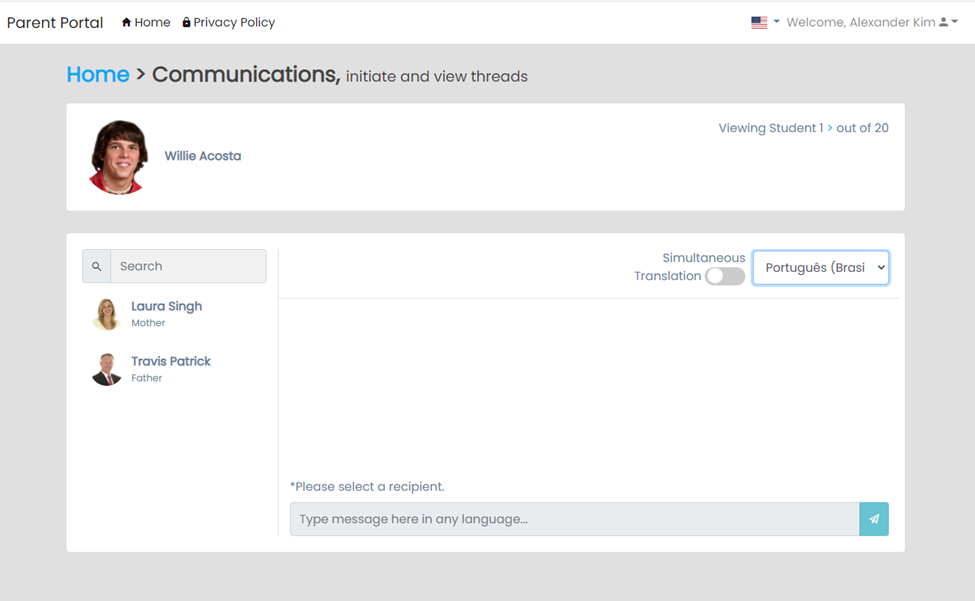 Parent Portal Home Privacy Policy Welcome, Alexander Kim
Home > Communications, initiate and view threads
Viewing Student 1 > out of 20
Willie Acosta
Search
Simultaneous
Translation
Português (Brasi
Laura Singh
Mother
Travis Patrick
Father
*Please select a recipient.
Type message here in any language...